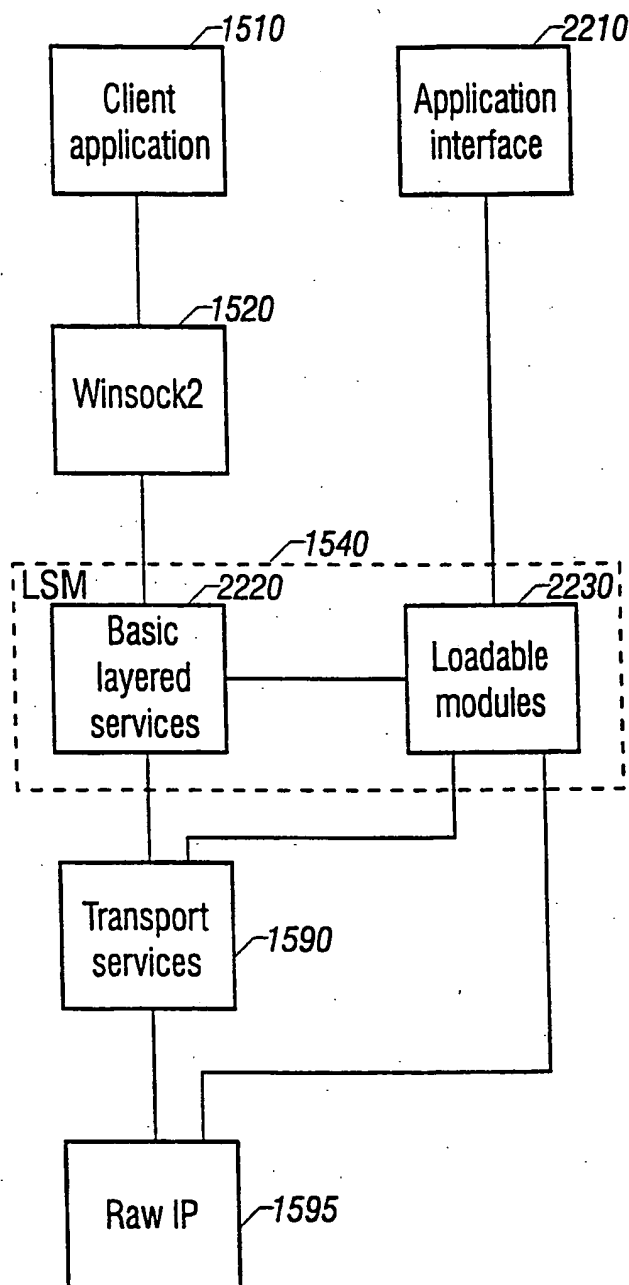 1510
Client
application
2210
Application
interface
1520
Winsock2
1540
LSM
2220
Basic
layered
services
2230
Loadable
modules
Transport
services
1590
Raw IP
1595